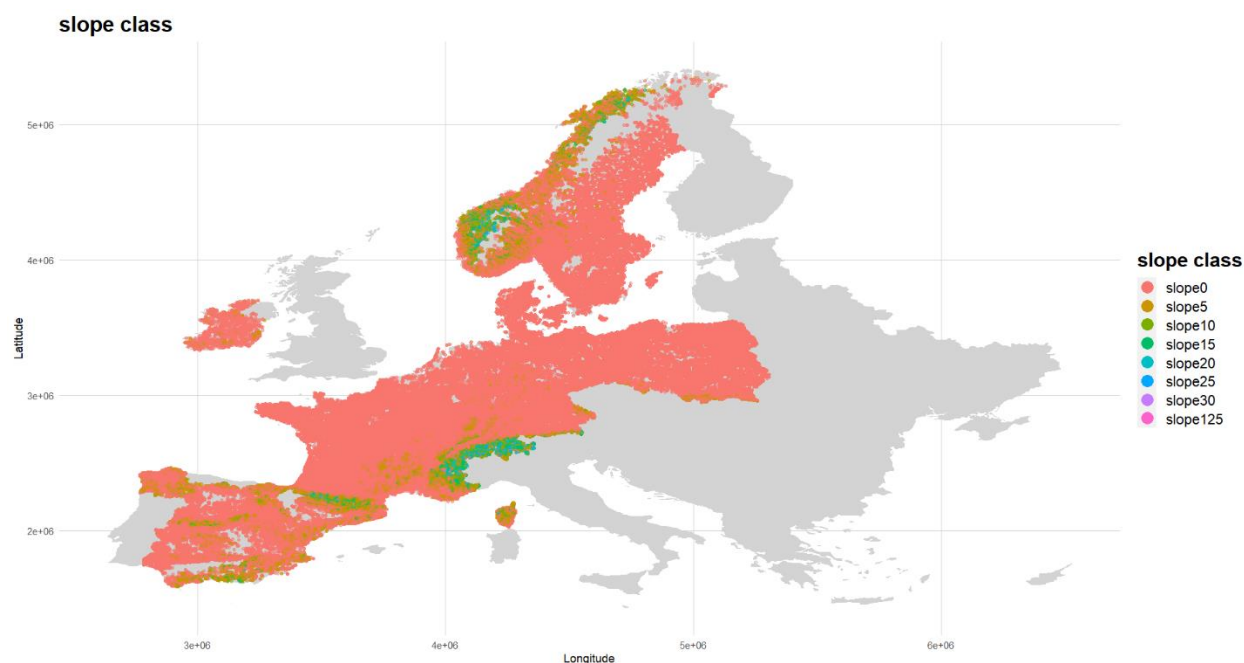 slope class
5e+06
4e+06
3e+06
2e+06
Latitude
3e+06
4e+06
5e+06
6e+06
Longitude
slope class
slope0
slope5
slope10
slope15
slope20
slope25
slope30
slope125